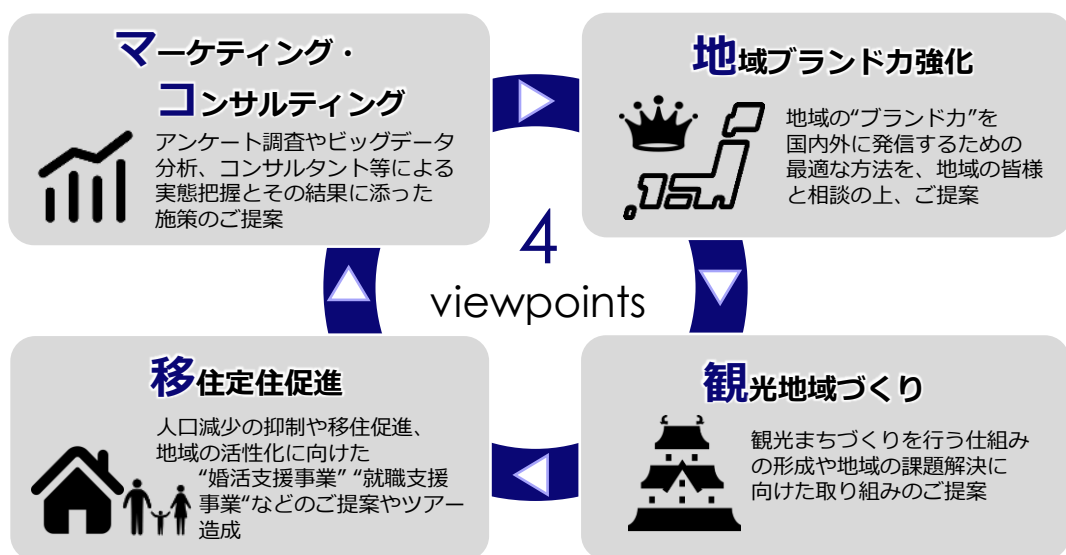 マーケティング・
コンサルティング
アンケート調査やビッグデータ
分析、コンサルタント等による
実態把握とその結果に添った
施策のご提案
地域ブランド力強化
地域の“ブランド力”を
国内外に発信するための
最適な方法を、地域の皆様
と相談の上、ご提案
4
viewpoints
移住定住促進
人口減少の抑制や移住促進、
地域の活性化に向けた
“婚活支援事業” “就職支援
事業“などのご提案やツアー
造成
観光地域づくり
観光まちづくりを行う仕組み
の形成や地域の課題解決に
向けた取り組みのご提案